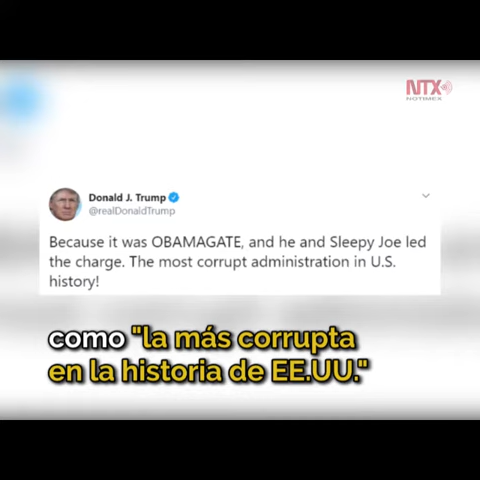 NTX
NOTIMEX
Donald J. Trump
@realDonaldTrump
Because it was OBAMAGATE, and he and Sleepy Joe led
the charge. The most corrupt administration in U.S.
history!
como "la más corrupta
en la historia de EE.UU."